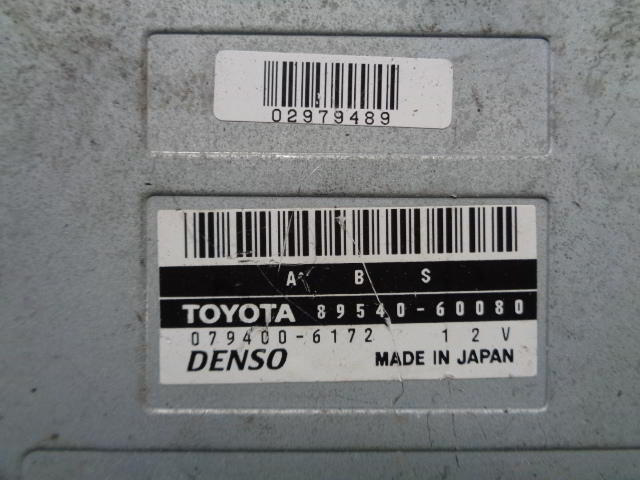 02979489
A B S
TOYOTA 89540-60080
079400-6172 12V
DENSO MADE IN JAPAN